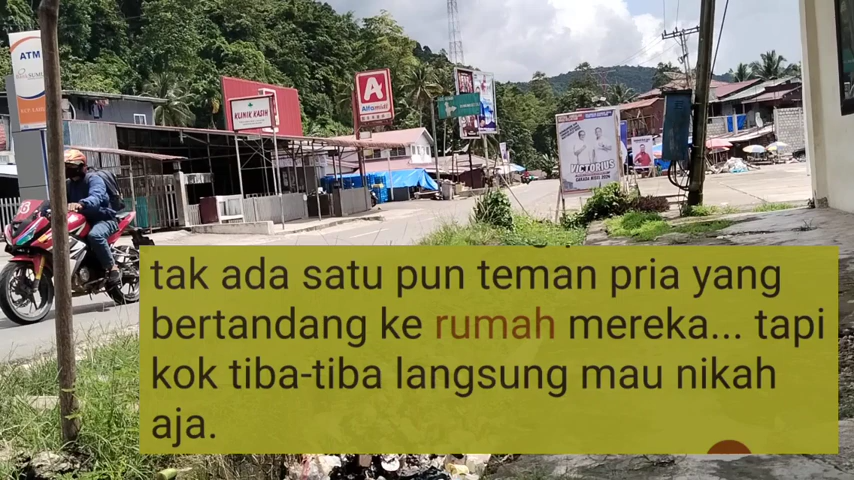 ATM
KLINIK KASIH
A
Alfamidi
VICTORIUS
tak ada satu pun teman pria yang
bertandang ke rumah mereka... tapi
kok tiba-tiba langsung mau nikah
aja.